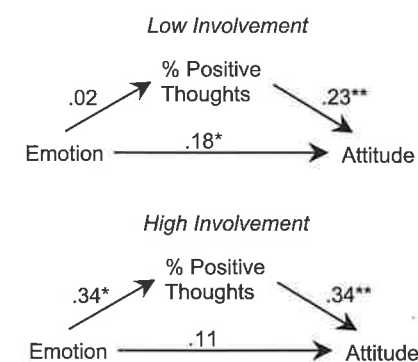 Low Involvement
% Positive
Thoughts
.02
.23**
.18*
Emotion
Attitude
High Involvement
% Positive
Thoughts
.34*
.34**
.11
Emotion
Attitude